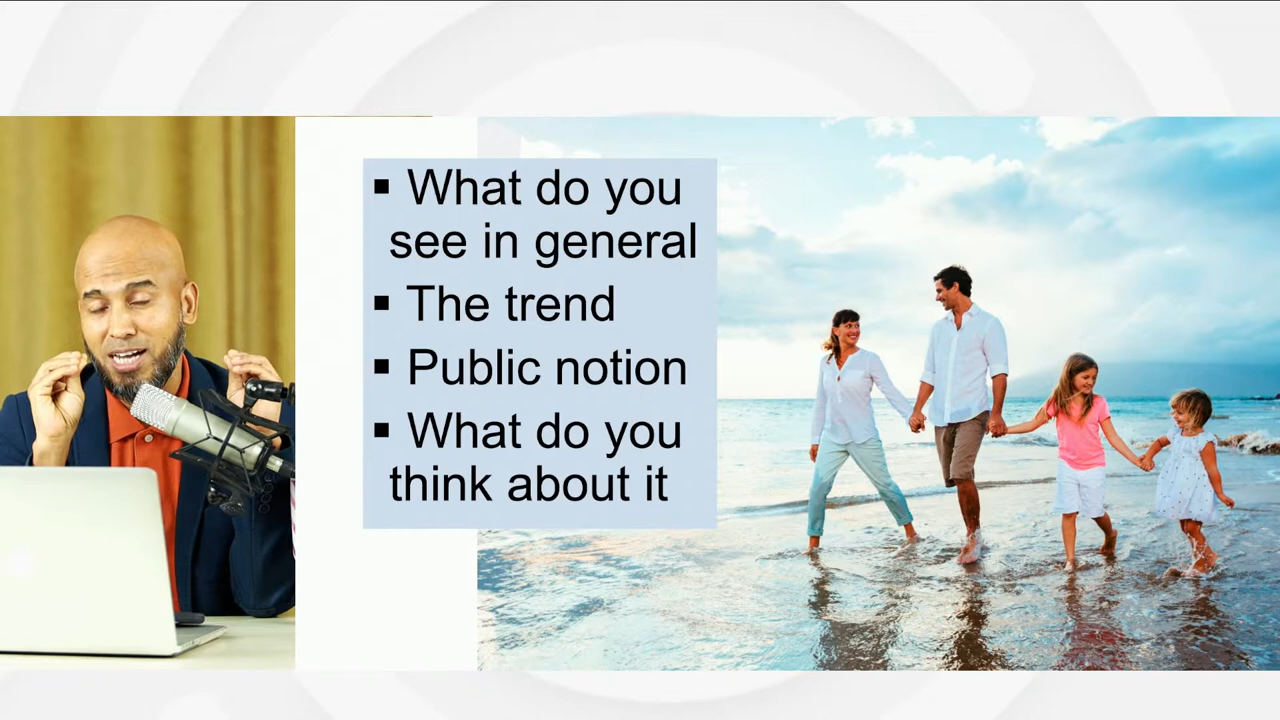 ▪ What do you
see in general
▪ The trend
▪ Public notion
▪ What do you
think about it